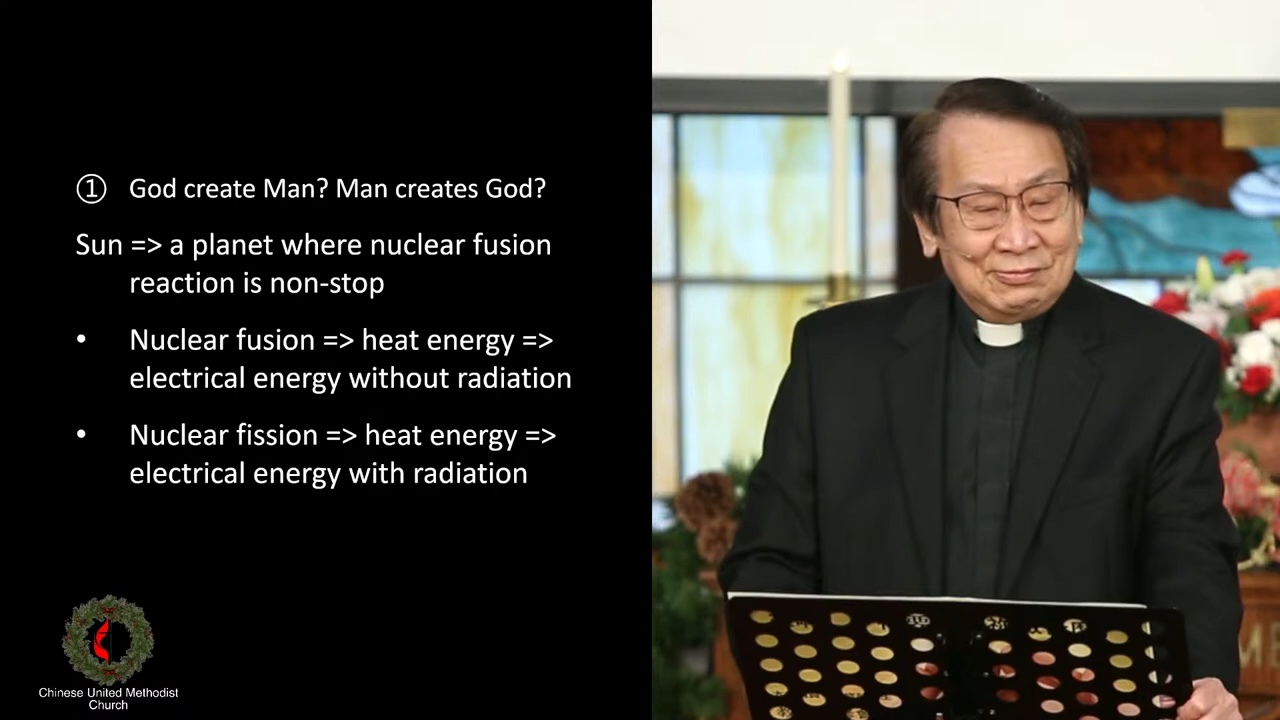 ① God create Man? Man creates God?
Sun => a planet where nuclear fusion
reaction is non-stop
• Nuclear fusion => heat energy =>
electrical energy without radiation
• Nuclear fission => heat energy =>
electrical energy with radiation
Chinese United Methodist
Church